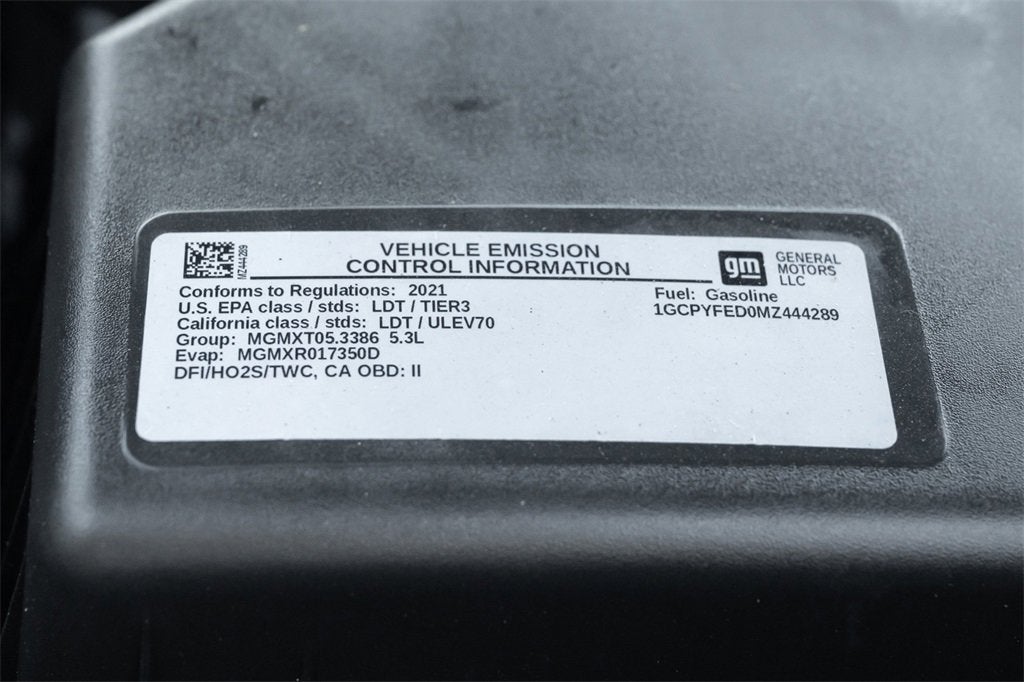 MZ444289
VEHICLE EMISSION
CONTROL INFORMATION
gm
GENERAL
MOTORS
LLC
Conforms to Regulations: 2021
U.S. EPA class / stds: LDT / TIER3
California class / stds: LDT / ULEV70
Group: MGMXT05.3386 5.3L
Evap: MGMXR017350D
DFI/HO2S/TWC, CA OBD: II
Fuel: Gasoline
1GCPYFED0MZ444289